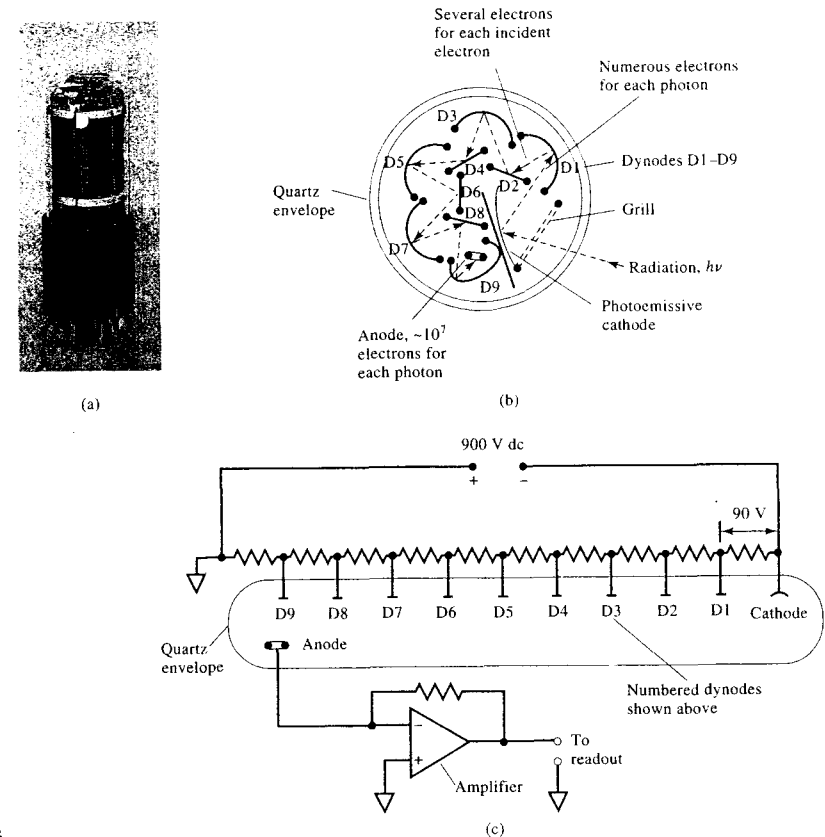 Several electrons
for each incident
electron
Numerous electrons
for each photon
D3
D5
D4
D1
D2
D6
D8
D7
D9
Dynodes D1–D9
Quartz
envelope
Grill
Radiation, hν
Photoemissive
cathode
Anode, ~10⁷
electrons for
each photon
(a)
(b)
900 V dc
+ −
90 V
D9 D8 D7 D6 D5 D4 D3 D2 D1 Cathode
Quartz
envelope
Anode
Numbered dynodes
shown above
−
+
To
readout
Amplifier
(c)